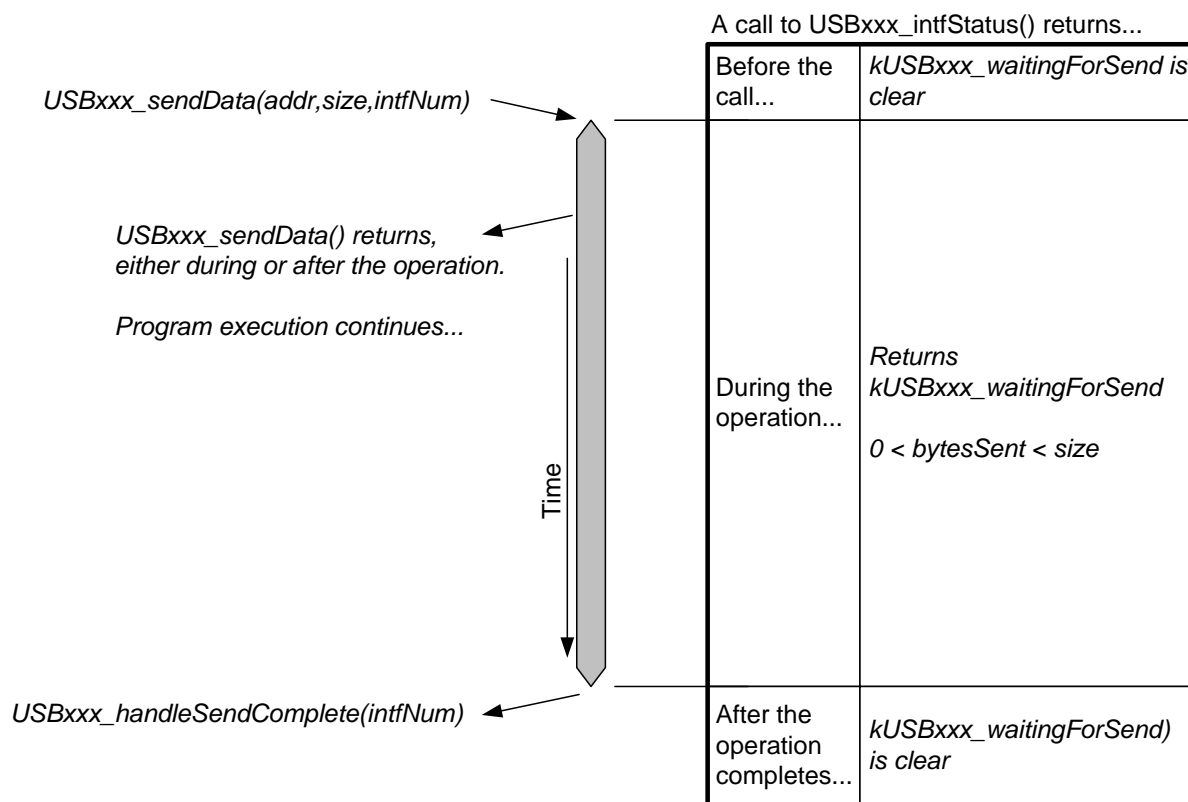 A call to USBxxx_intfStatus() returns...
Before the
call...
kUSBxxx_waitingForSend is
clear
USBxxx_sendData(addr,size,intfNum)
USBxxx_sendData() returns,
either during or after the operation.
Program execution continues...
Time
During the
operation...
Returns
kUSBxxx_waitingForSend
0 < bytesSent < size
USBxxx_handleSendComplete(intfNum)
After the
operation
completes...
kUSBxxx_waitingForSend)
is clear